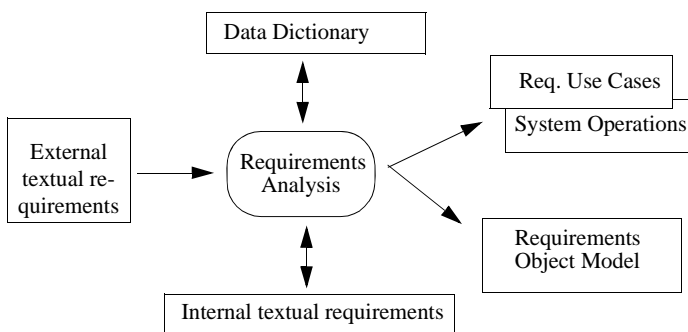 Data Dictionary
Req. Use Cases
System Operations
External
textual re-
quirements
Requirements
Analysis
Requirements
Object Model
Internal textual requirements